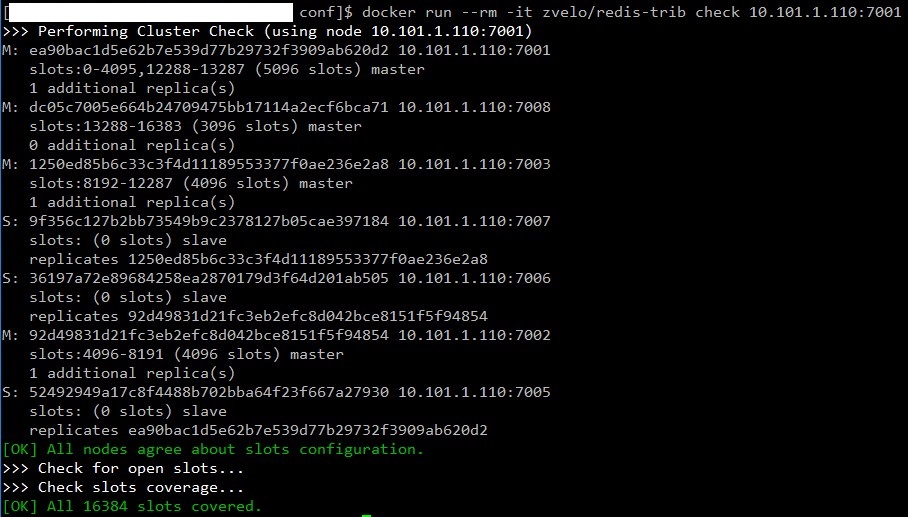 [ conf]$ docker run --rm -it zvelo/redis-trib check 10.101.1.110:7001
>>> Performing Cluster Check (using node 10.101.1.110:7001)
M: ea90bac1d5e62b7e539d77b29732f3909ab620d2 10.101.1.110:7001
slots:0-4095,12288-13287 (5096 slots) master
1 additional replica(s)
M: dc05c7005e664b24709475bb17114a2ecf6bca71 10.101.1.110:7008
slots:13288-16383 (3096 slots) master
0 additional replica(s)
M: 1250ed85b6c33c3f4d11189553377f0ae236e2a8 10.101.1.110:7003
slots:8192-12287 (4096 slots) master
1 additional replica(s)
S: 9f356c127b2bb73549b9c2378127b05cae397184 10.101.1.110:7007
slots: (0 slots) slave
replicates 1250ed85b6c33c3f4d11189553377f0ae236e2a8
S: 36197a72e89684258ea2870179d3f64d201ab505 10.101.1.110:7006
slots: (0 slots) slave
replicates 92d49831d21fc3eb2efc8d042bce8151f5f94854
M: 92d49831d21fc3eb2efc8d042bce8151f5f94854 10.101.1.110:7002
slots:4096-8191 (4096 slots) master
1 additional replica(s)
S: 52492949a17c8f4488b702bba64f23f667a27930 10.101.1.110:7005
slots: (0 slots) slave
replicates ea90bac1d5e62b7e539d77b29732f3909ab620d2
[OK] All nodes agree about slots configuration.
>>> Check for open slots...
>>> Check slots coverage...
[OK] All 16384 slots covered.